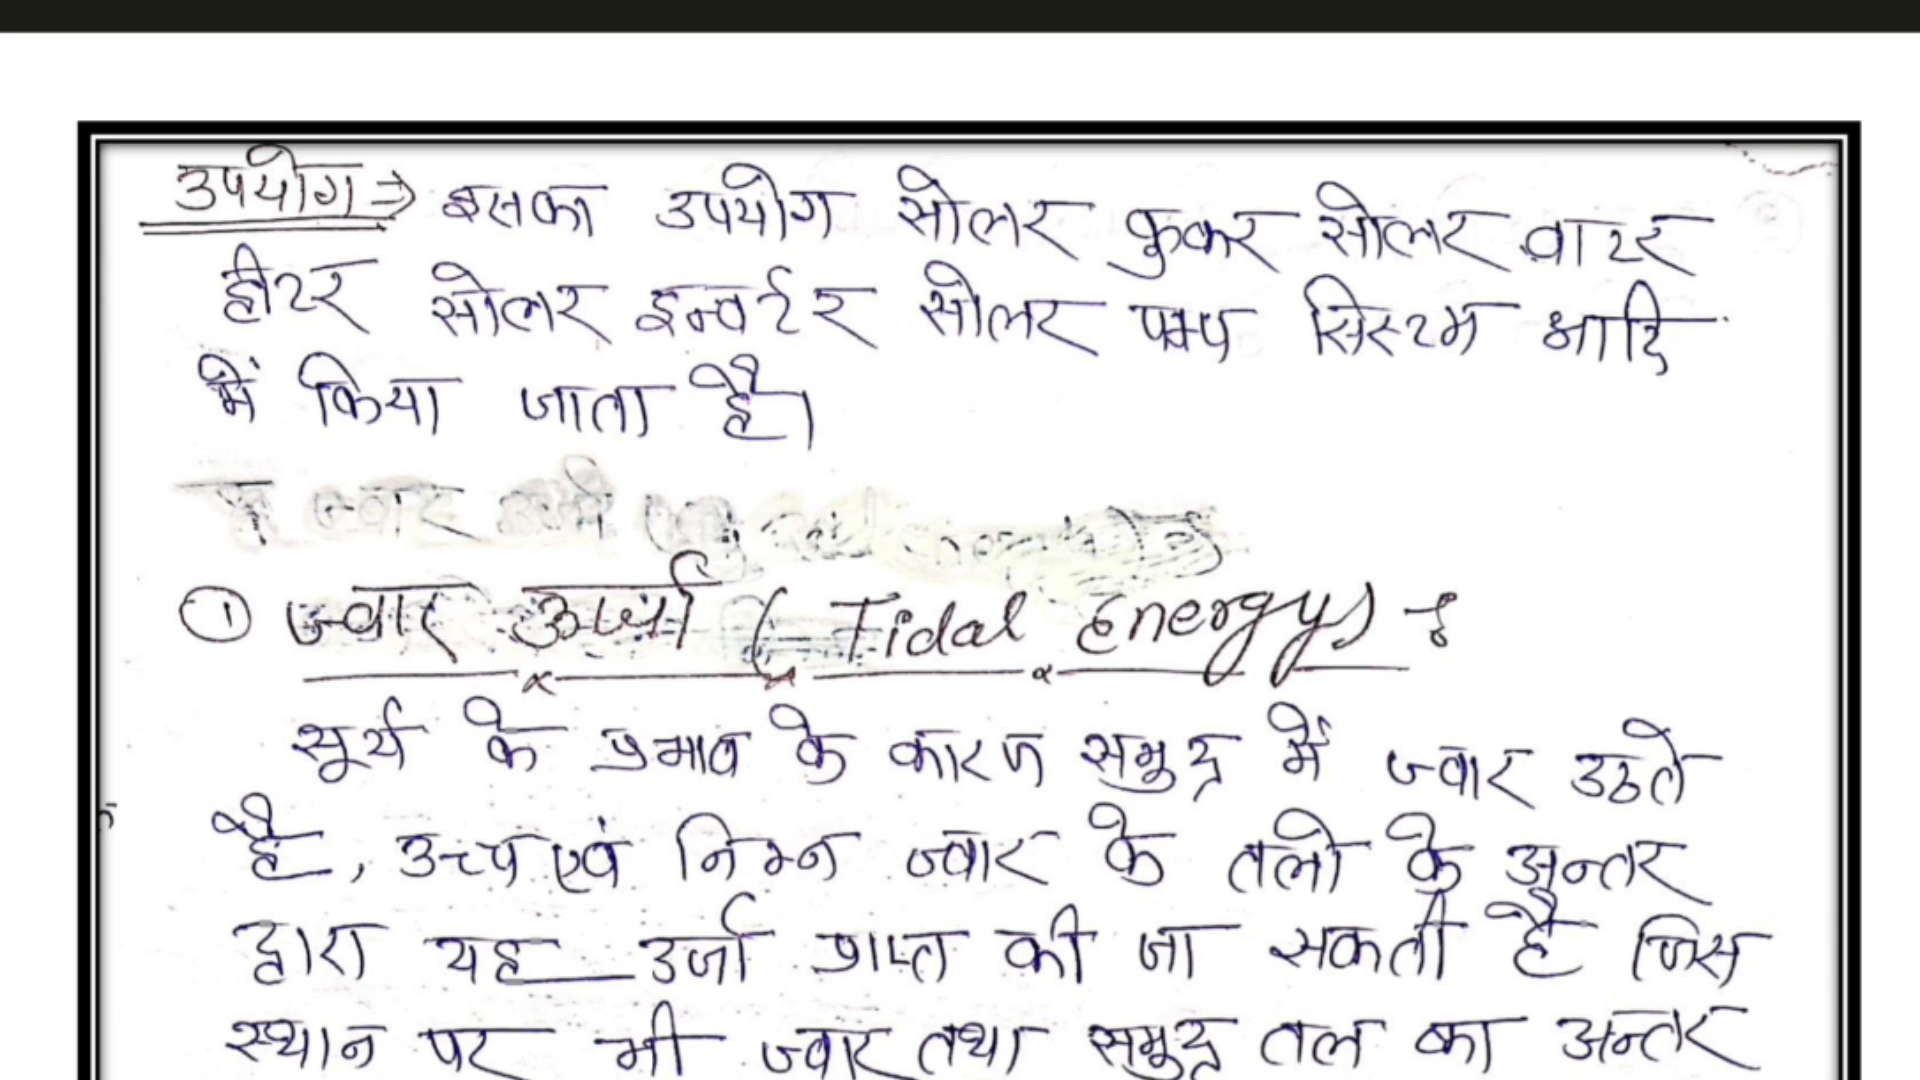 उपयोग ⇒ इसका उपयोग सोलर कुकर सोलर वाटर
हीटर सोलर इन्वर्टर सोलर पम्प सिस्टम आदि
में किया जाता है।
① ज्वार ऊर्जा (Tidal Energy) :-
सूर्य के प्रभाव के कारण समुद्र में ज्वार उठते
है, उच्च एवं निम्न ज्वार के तलो के अन्तर
द्वारा यह उर्जा प्राप्त की जा सकती है जिस
स्थान पर भी ज्वार तथा समुद्र तल का अन्तर